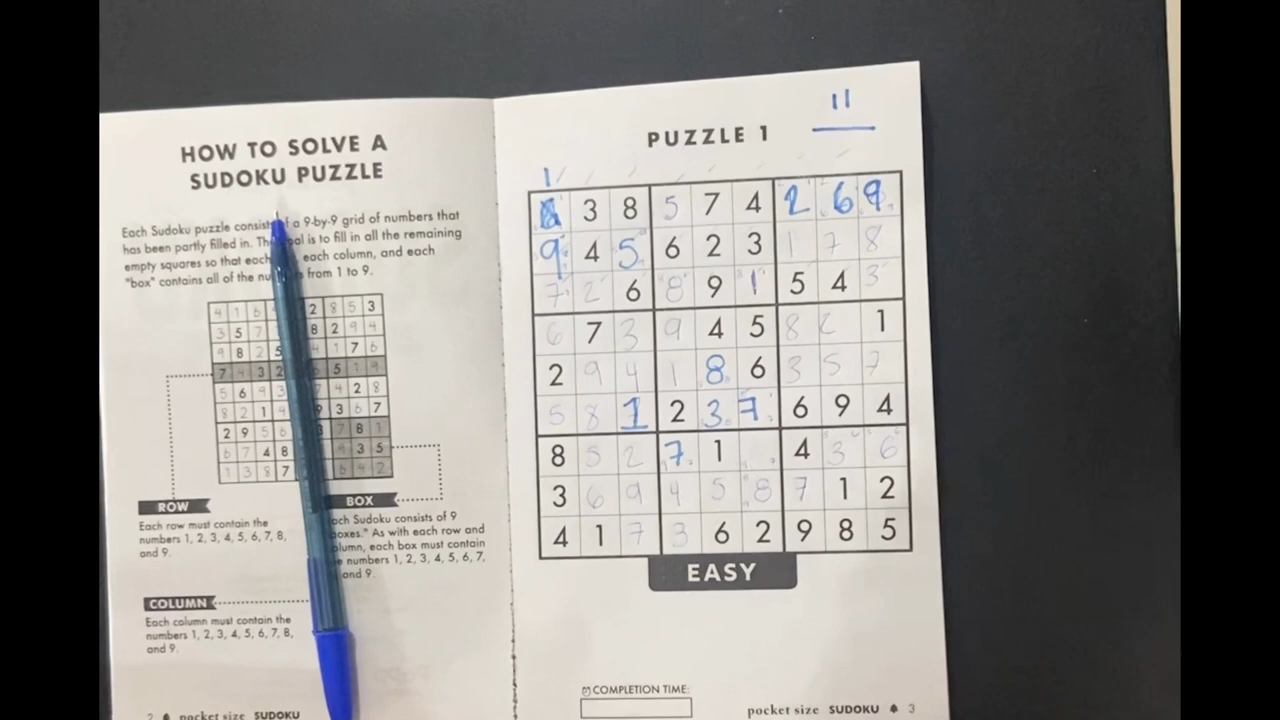 HOW TO SOLVE A
SUDOKU PUZZLE
Each Sudoku puzzle consists of a 9-by-9 grid of numbers that
has been partly filled in. The goal is to fill in all the remaining
empty squares so that each each column, and each
"box" contains all of the from 1 to 9.
ROW
Each row must contain the
numbers 1, 2, 3, 4, 5, 6, 7, 8,
and 9.
COLUMN
Each column must contain the
numbers 1, 2, 3, 4, 5, 6, 7, 8,
and 9.
BOX
Each Sudoku consists of 9
"boxes." As with each row and
column, each box must contain
numbers 1, 2, 3, 4, 5, 6, 7,
and 9.
2 pocket size SUDOKU
11
PUZZLE 1
1
3 8 5 7 4 2 6 9
9 4 5 6 2 3 1 7 8
7 2 6 8 9 1 5 4 3
6 7 3 9 4 5 8 2 1
2 9 4 1 8 6 3 5 7
5 8 1 2 3 7 6 9 4
8 5 2 7 1 4 3 6
3 6 9 4 5 8 7 1 2
4 1 7 3 6 2 9 8 5
EASY
COMPLETION TIME:
pocket size SUDOKU 3